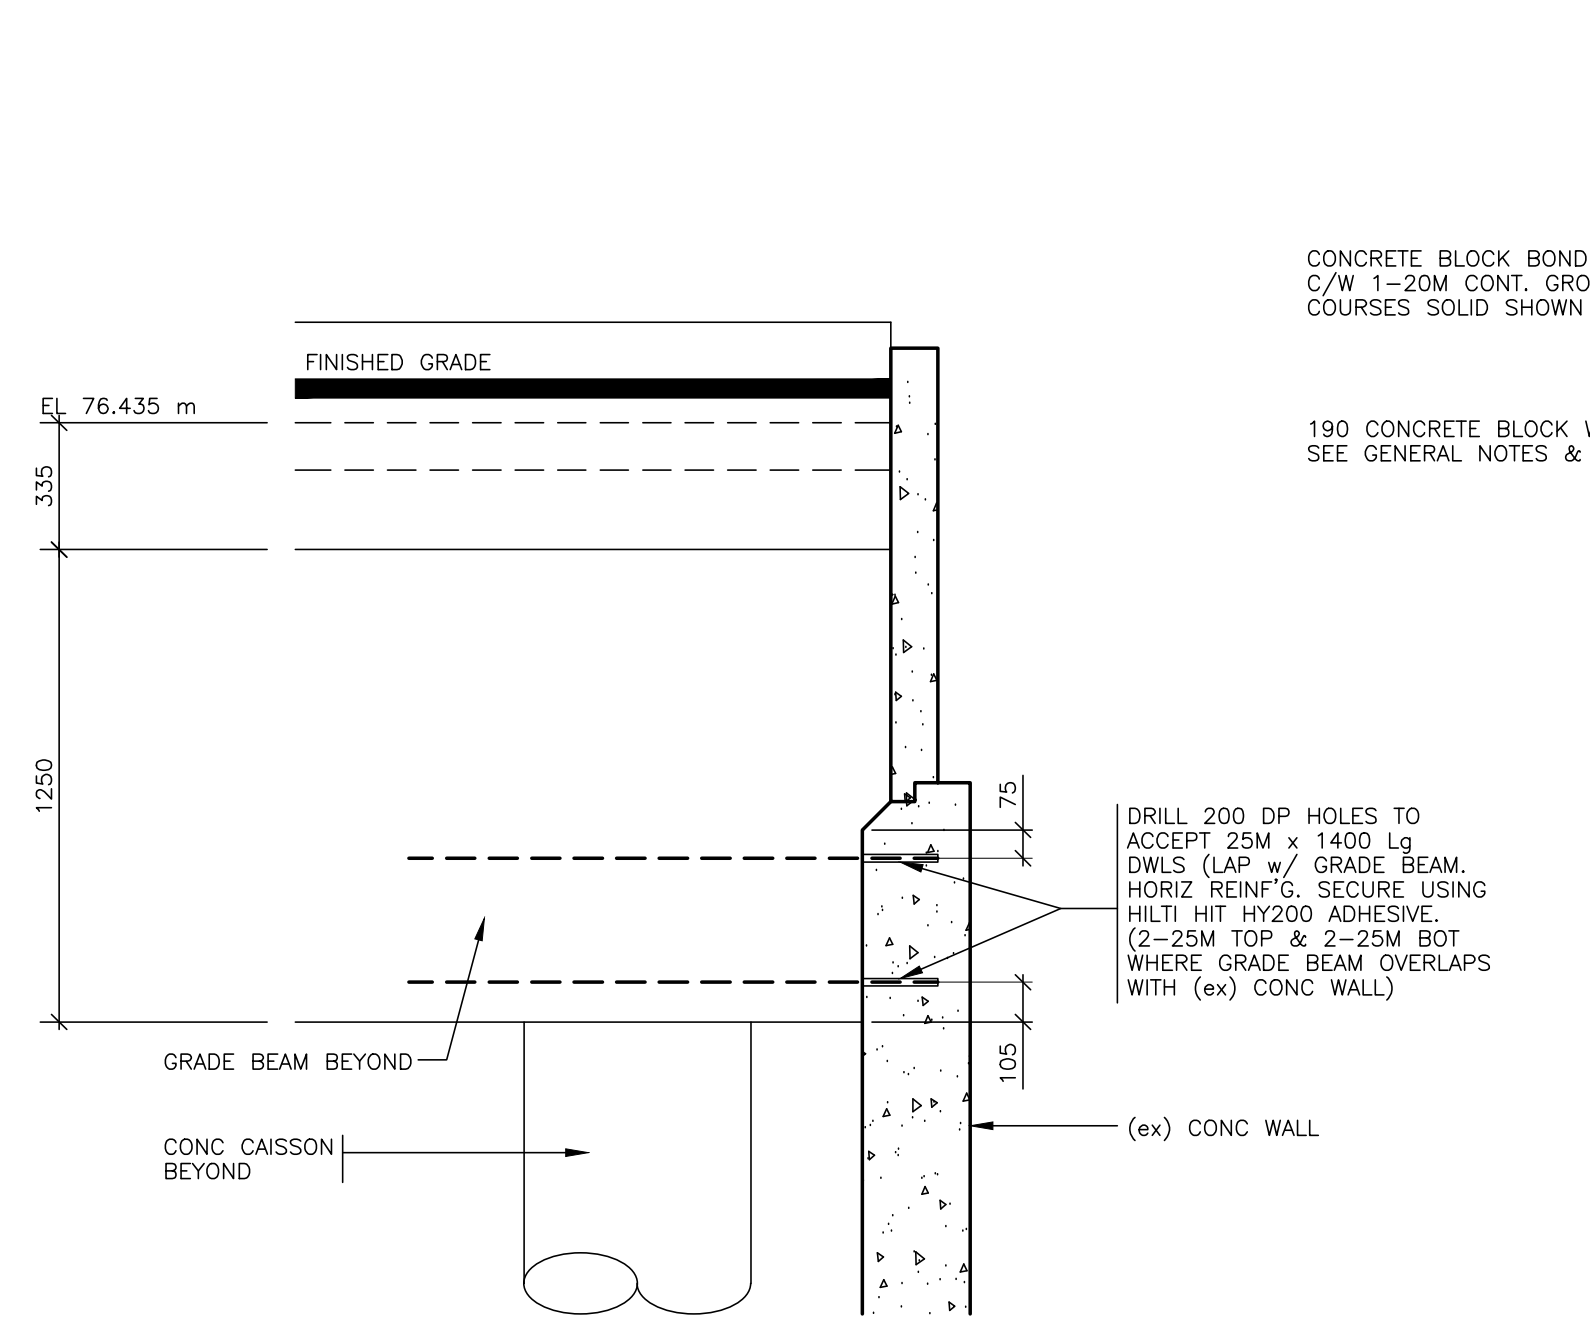 CONCRETE BLOCK BOND
C/W 1-20M CONT. GRO
COURSES SOLID SHOWN
FINISHED GRADE
EL 76.435 m
190 CONCRETE BLOCK
SEE GENERAL NOTES &
335
1250
75
DRILL 200 DP HOLES TO
ACCEPT 25M x 1400 Lg
DWLS (LAP w/ GRADE BEAM.
HORIZ REINF'G. SECURE USING
HILTI HIT HY200 ADHESIVE.
(2-25M TOP & 2-25M BOT
WHERE GRADE BEAM OVERLAPS
WITH (ex) CONC WALL)
105
GRADE BEAM BEYOND
(ex) CONC WALL
CONC CAISSON
BEYOND